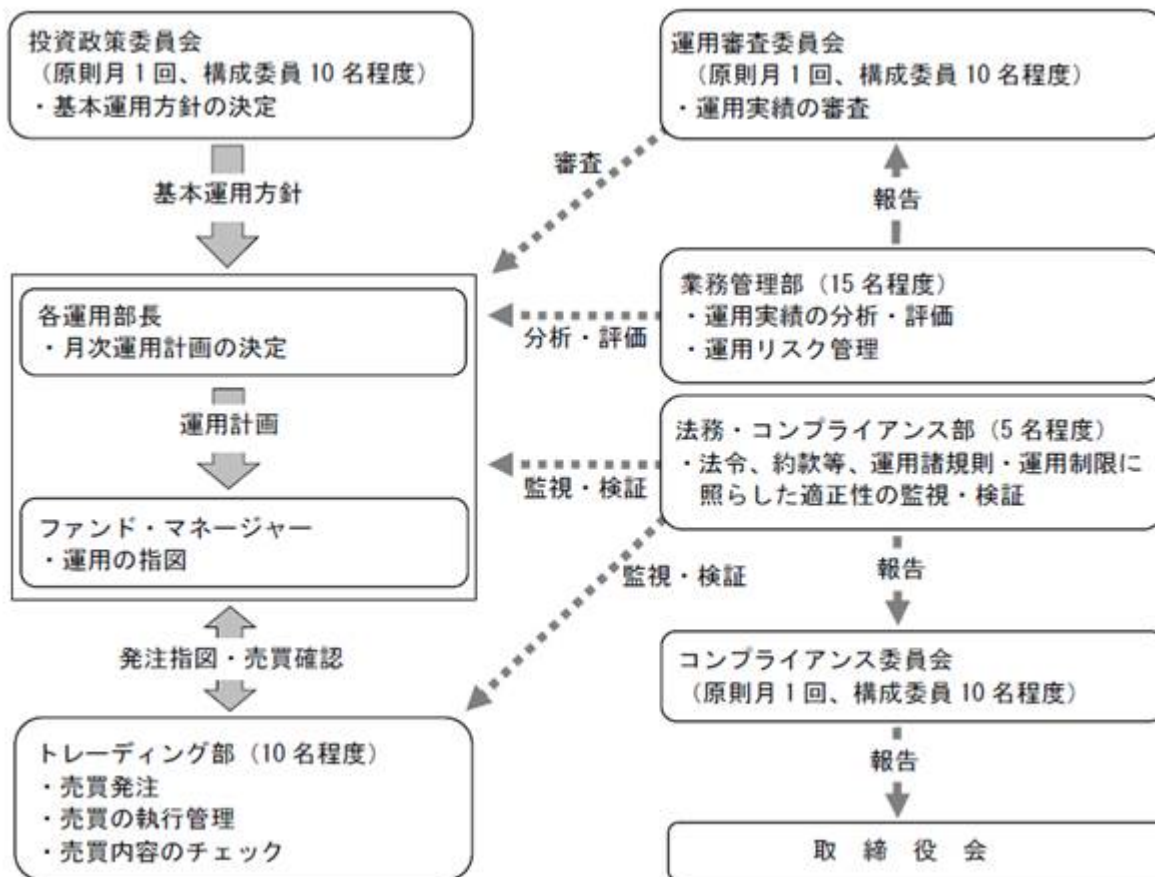 投資政策委員会
（原則月1回、構成委員10名程度）
・基本運用方針の決定
基本運用方針
各運用部長
・月次運用計画の決定
運用計画
ファンド・マネージャー
・運用の指図
発注指図・売買確認
トレーディング部（10名程度）
・売買発注
・売買の執行管理
・売買内容のチェック
運用審査委員会
（原則月1回、構成委員10名程度）
・運用実績の審査
審査
報告
業務管理部（15名程度）
・運用実績の分析・評価
・運用リスク管理
分析・評価
法務・コンプライアンス部（5名程度）
・法令、約款等、運用諸規則・運用制限に
照らした適正性の監視・検証
監視・検証
監視・検証
報告
コンプライアンス委員会
（原則月1回、構成委員10名程度）
報告
取 締 役 会